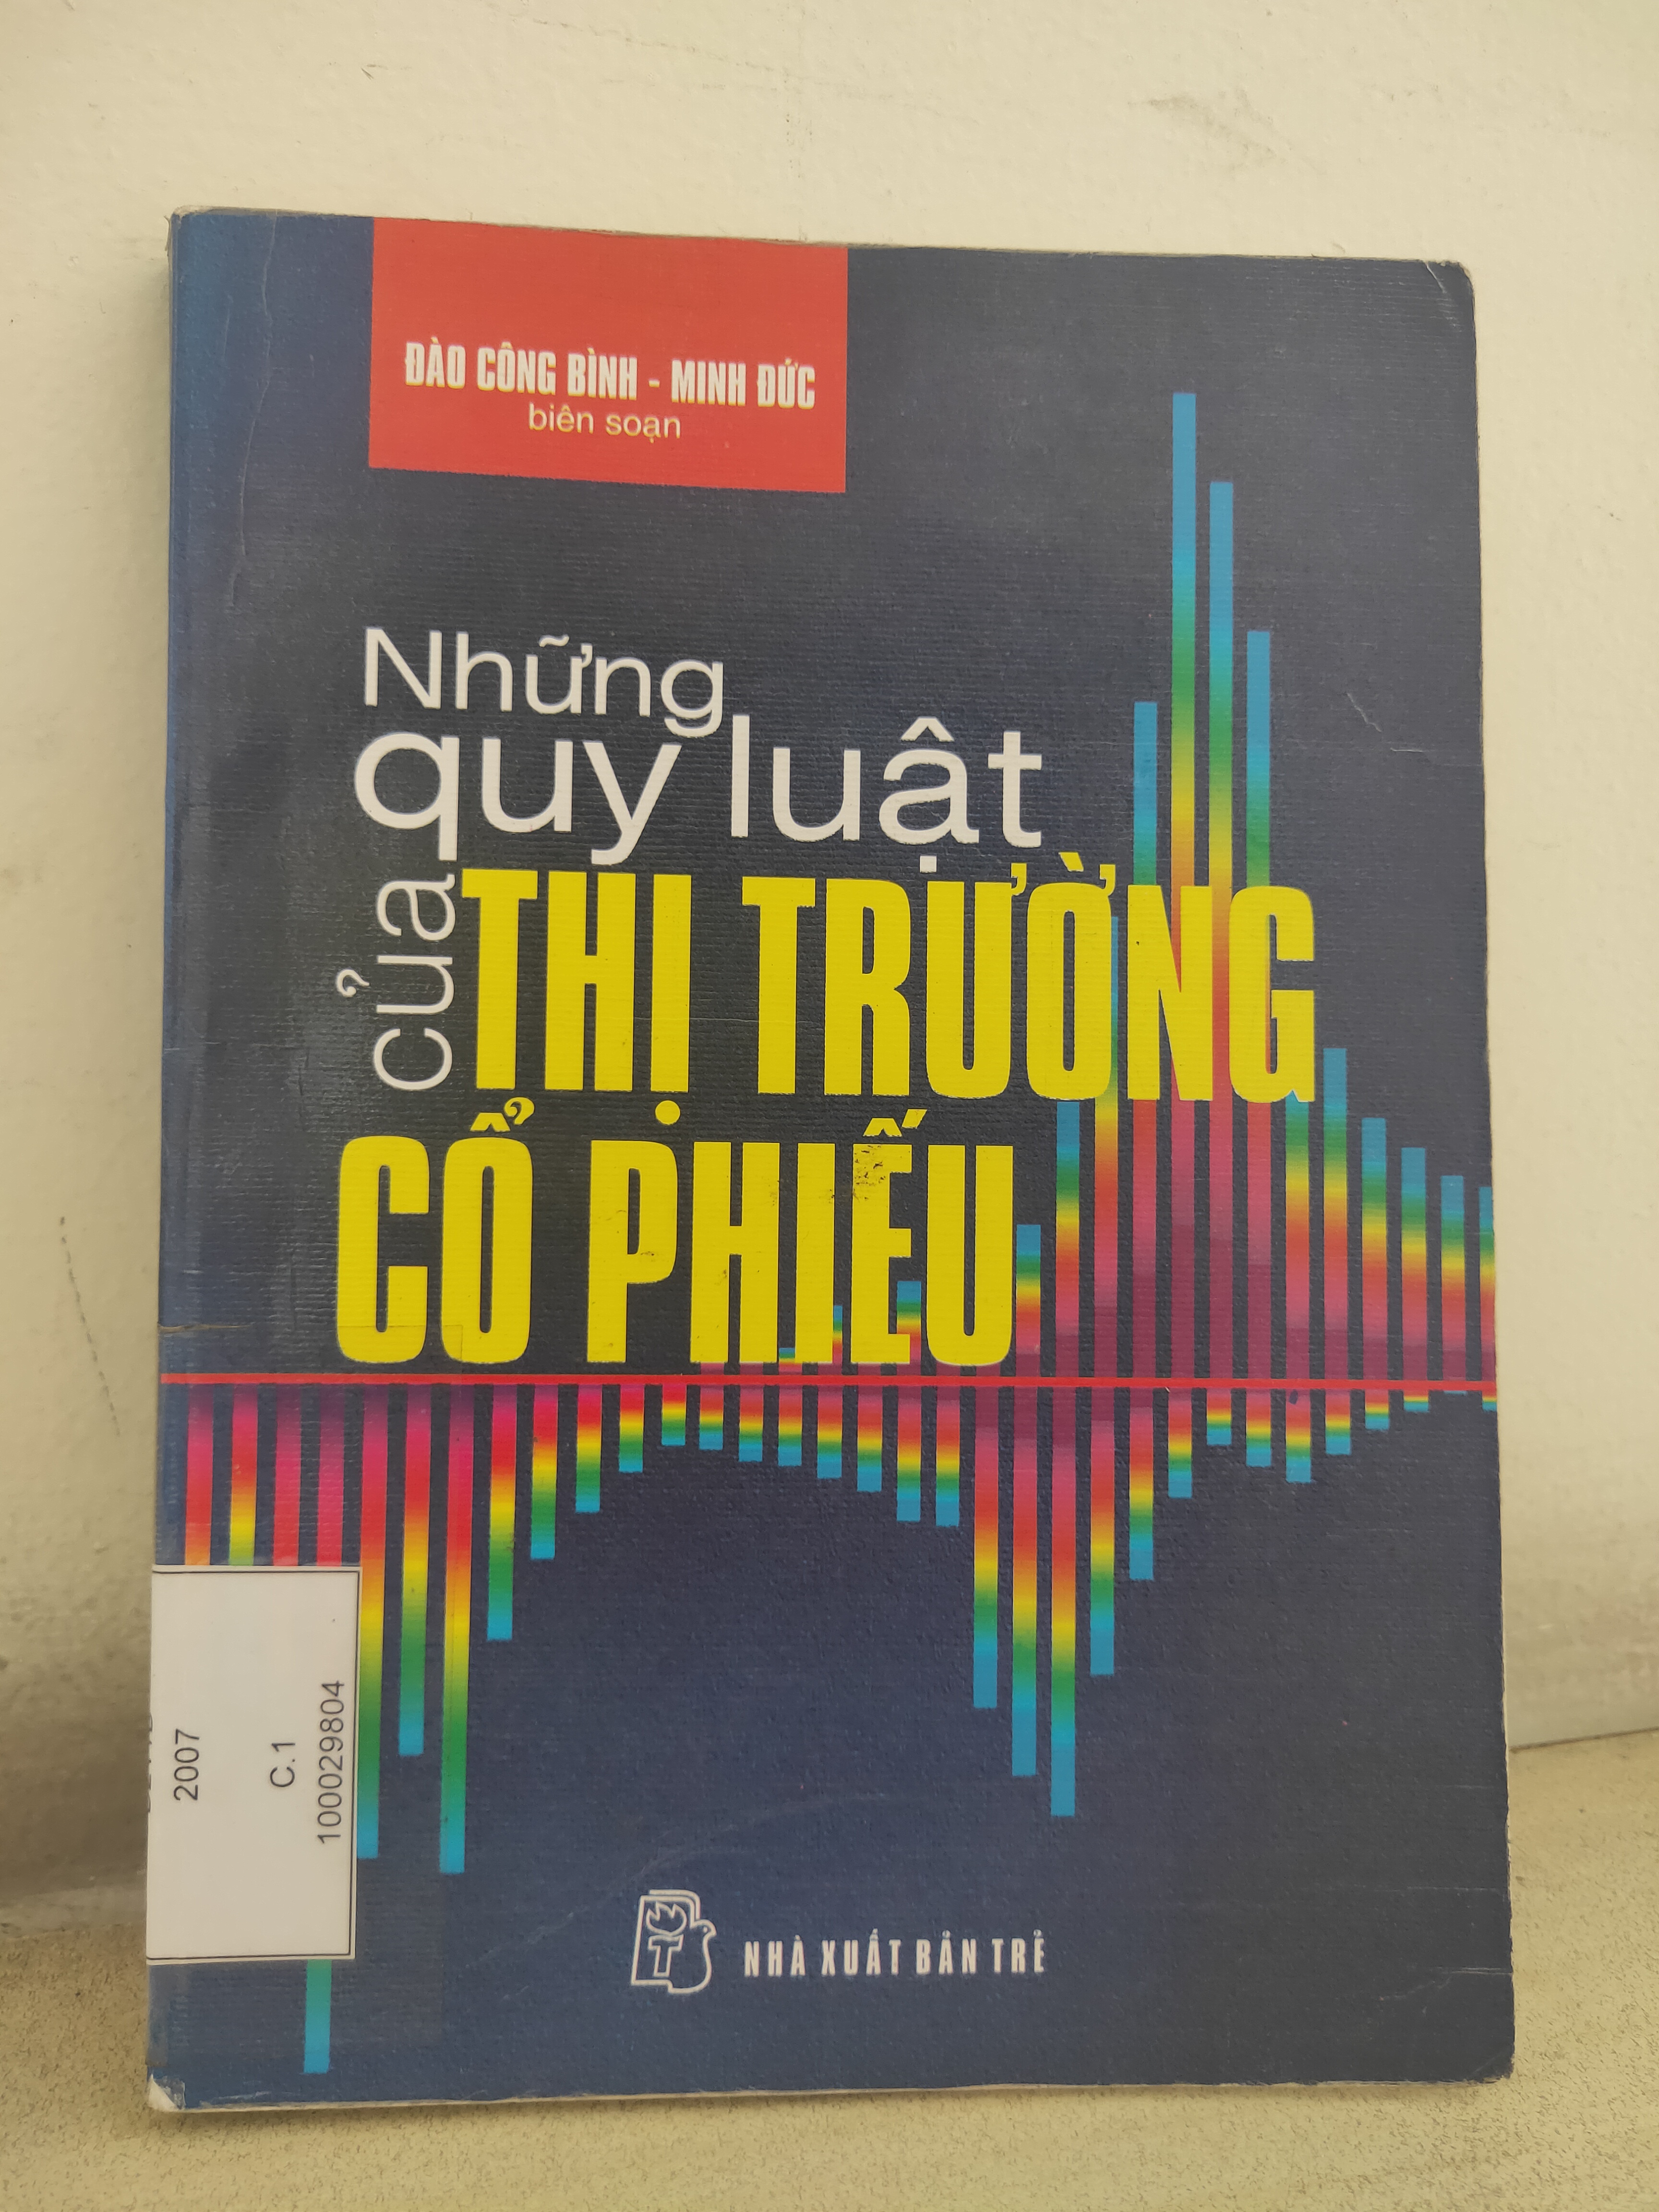 ĐÀO CÔNG BÌNH - MINH ĐỨC
biên soạn
Những
quy luật
của
THỊ TRƯỜNG
CỔ PHIẾU
2007
C.1
100029804
NHÀ XUẤT BẢN TRẺ